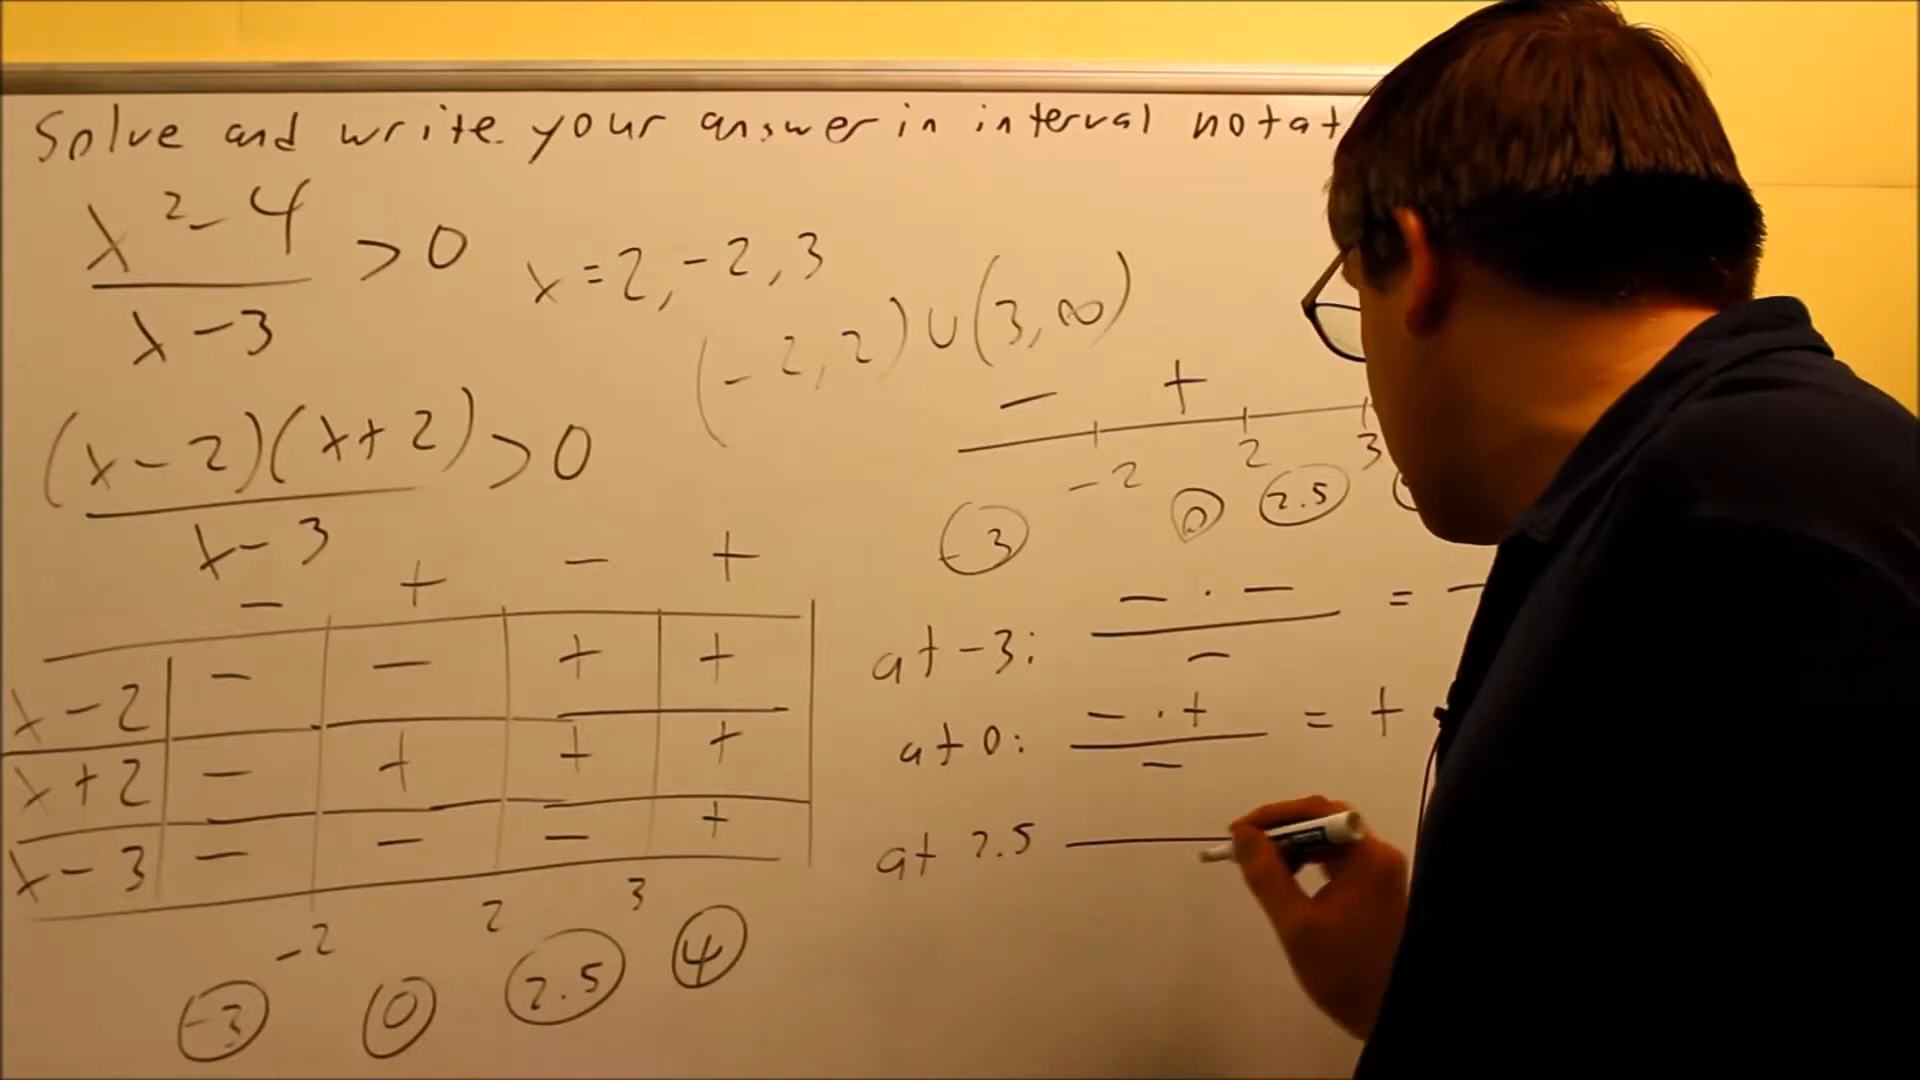 Solve and write your answer in interval notat
x² - 4 / x - 3 > 0
x = 2, -2, 3
(-2, 2) ∪ (3, ∞)
(x - 2)(x + 2) / x - 3 > 0
- + - +
x - 2 | - | - | + | +
x + 2 | - | + | + | +
x - 3 | - | - | - | +
-2 2 3
-3 0 2.5 4
- +
-2 2 3
-3 0 2.5
at -3: - · - / - = -
at 0: - · + / - = +
at 2.5